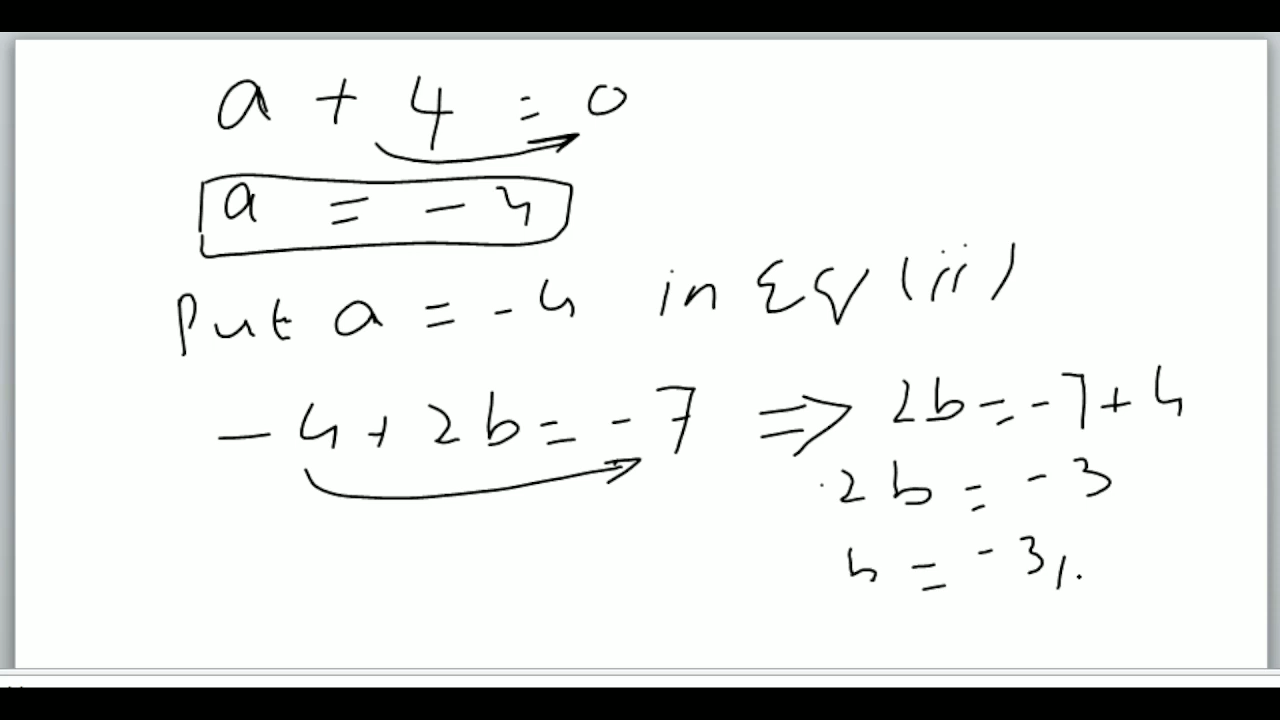 a + 4 = 0
a = - 4
Put a = - 4 in Eq (ii)
- 4 + 2b = - 7 ⇒ 2b = - 7 + 4
2b = - 3
b = - 3/.